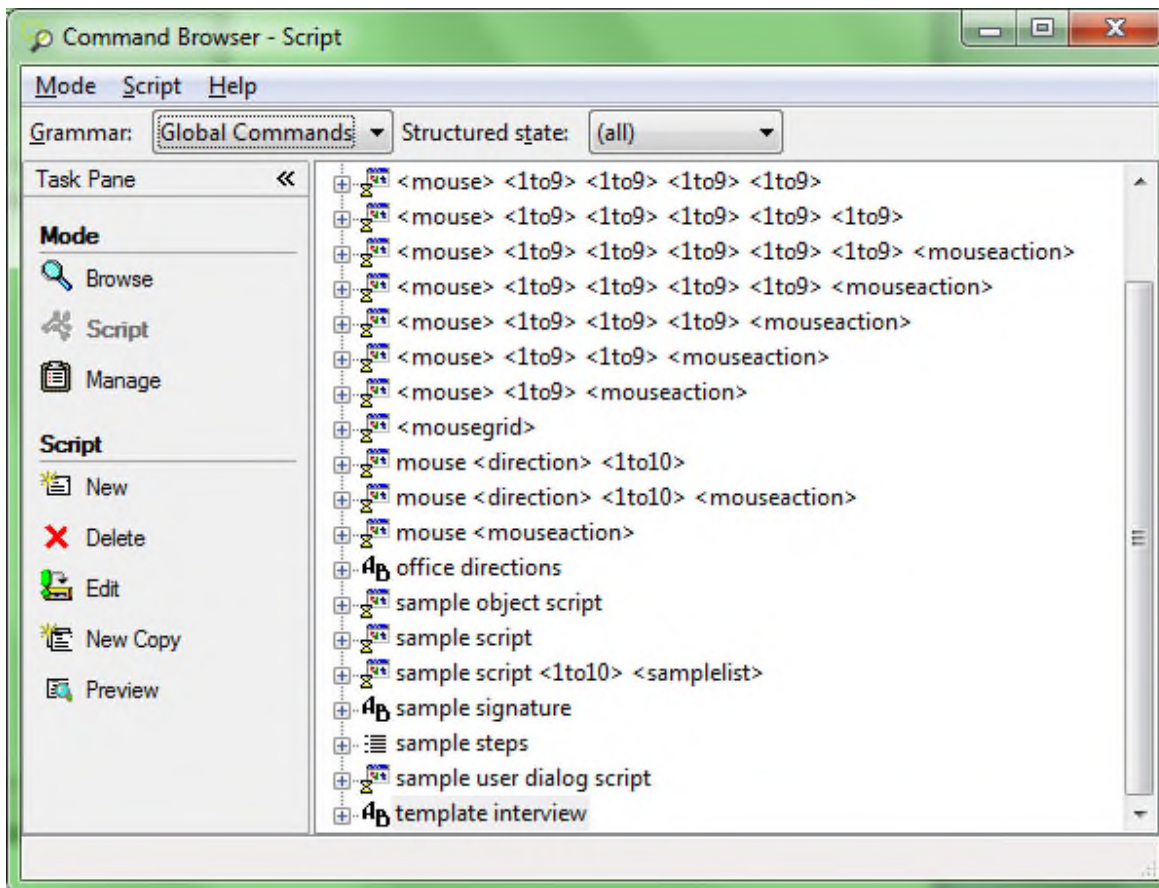 Command Browser - Script
Mode Script Help
Grammar: Global Commands Structured state: (all)
Task Pane «
Mode
Browse
Script
Manage
Script
New
Delete
Edit
New Copy
Preview
<mouse> <1to9> <1to9> <1to9> <1to9>
<mouse> <1to9> <1to9> <1to9> <1to9> <1to9>
<mouse> <1to9> <1to9> <1to9> <1to9> <1to9> <mouseaction>
<mouse> <1to9> <1to9> <1to9> <1to9> <mouseaction>
<mouse> <1to9> <1to9> <1to9> <mouseaction>
<mouse> <1to9> <1to9> <mouseaction>
<mouse> <1to9> <mouseaction>
<mousegrid>
mouse <direction> <1to10>
mouse <direction> <1to10> <mouseaction>
mouse <mouseaction>
office directions
sample object script
sample script
sample script <1to10> <samplelist>
sample signature
sample steps
sample user dialog script
template interview